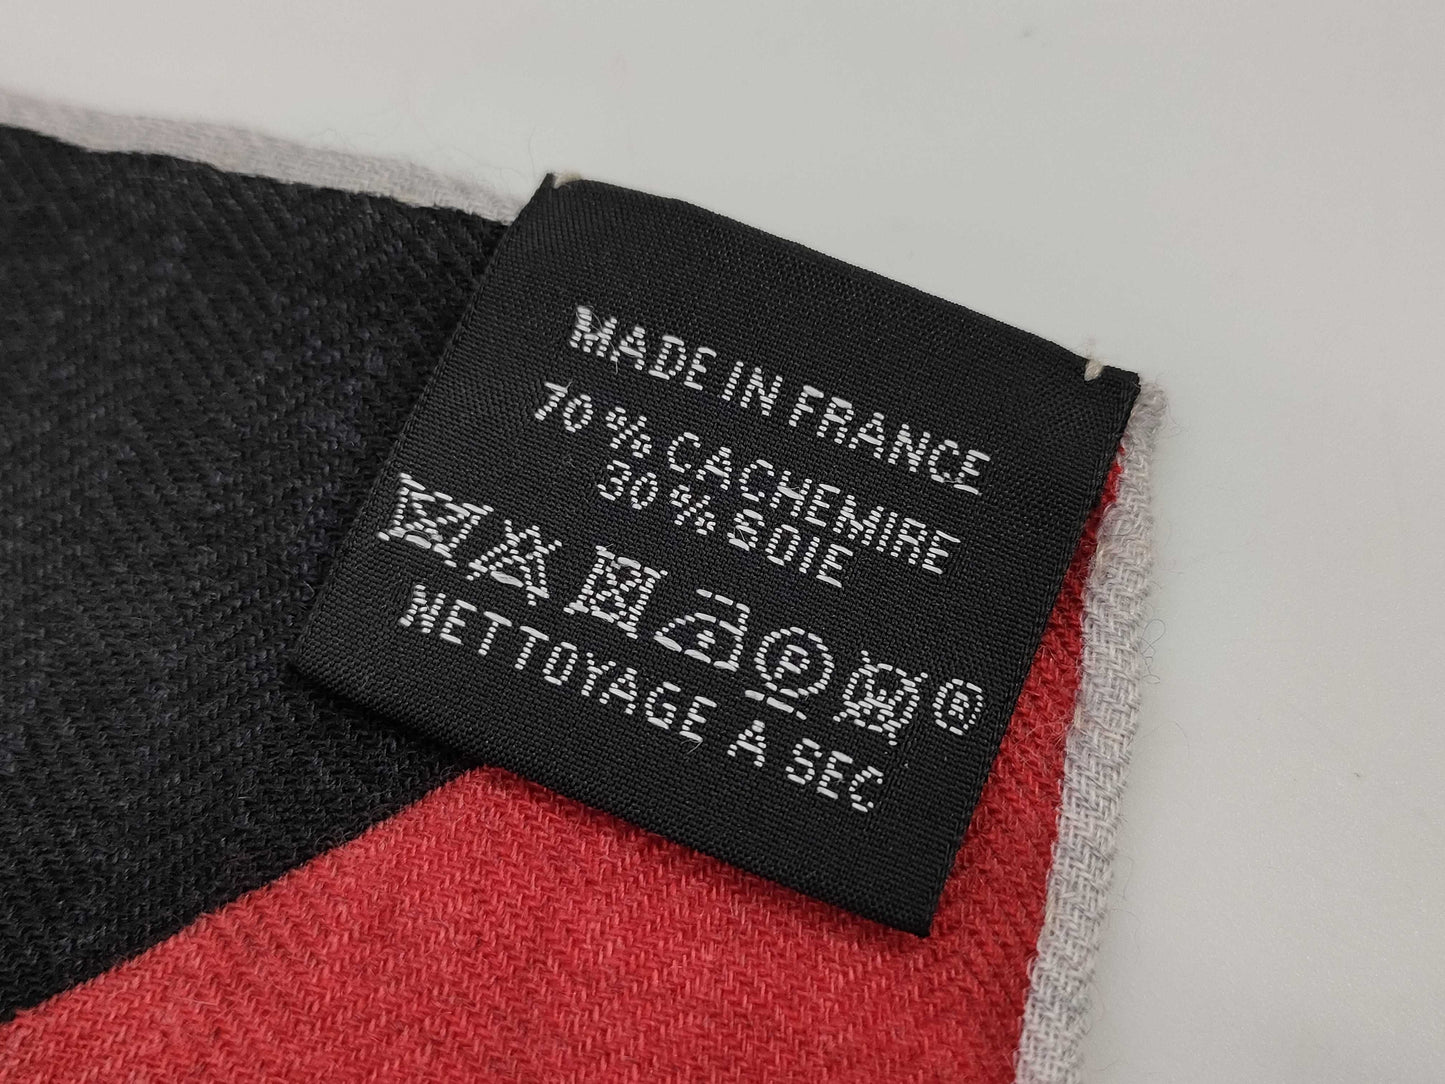 MADE IN FRANCE
70% CACHEMIRE
30% SOIE
P ®
NETTOYAGE A SEC